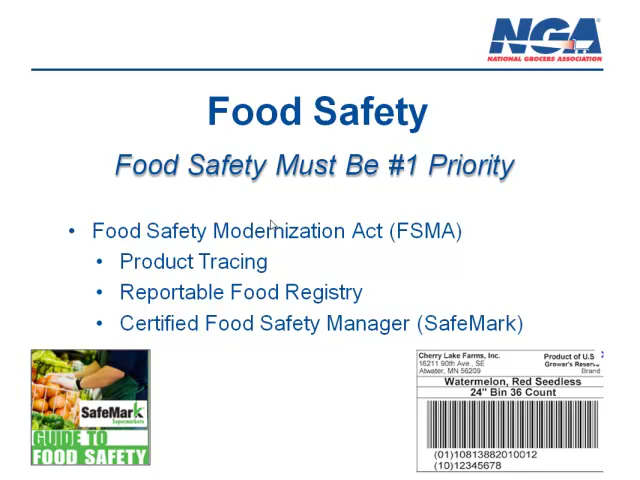 NGA
NATIONAL GROCERS ASSOCIATION
Food Safety
Food Safety Must Be #1 Priority
• Food Safety Modernization Act (FSMA)
• Product Tracing
• Reportable Food Registry
• Certified Food Safety Manager (SafeMark)
SafeMark
Supermarkets
GUIDE TO
FOOD SAFETY
Cherry Lake Farms, Inc. Product of U.S
16211 90th Ave., SE Grower's Reserve
Atwater, MN 56209 Brand
Watermelon, Red Seedless
24" Bin 36 Count
(01)10813882010012
(10)12345678